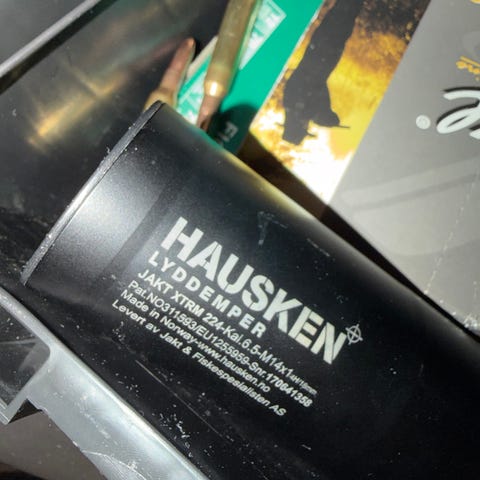 HAUSKEN
LYDDEMPER
JAKT XTRM 224-Kal.6.5-M14x1
Pat.NO311593/EU1255959-Snr.170641358
Made in Norway-www.hausken.no
Levert av Jakt & Fiskespesialisten AS